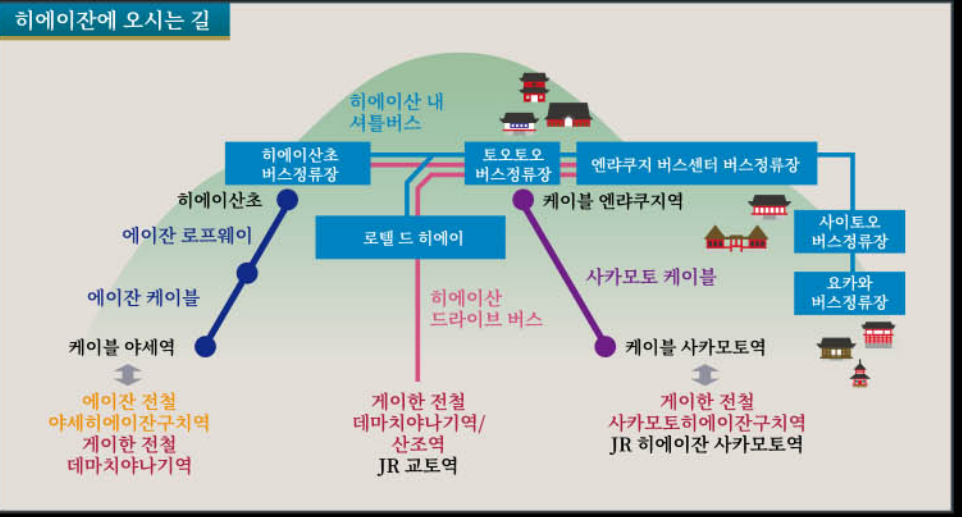 히에이잔에 오시는 길
히에이산 내
셔틀버스
히에이산초
버스정류장
토오토오
버스정류장
엔랴쿠지 버스센터 버스정류장
히에이산초
케이블 엔랴쿠지역
에이잔 로프웨이
로텔 드 히에이
사이토오
버스정류장
에이잔 케이블
히에이산
드라이브 버스
사카모토 케이블
요카와
버스정류장
케이블 야세역
케이블 사카모토역
에이잔 전철
야세히에이잔구치역
게이한 전철
데마치야나기역
게이한 전철
데마치야나기역/
산조역
JR 교토역
게이한 전철
사카모토히에이잔구치역
JR 히에이잔 사카모토역